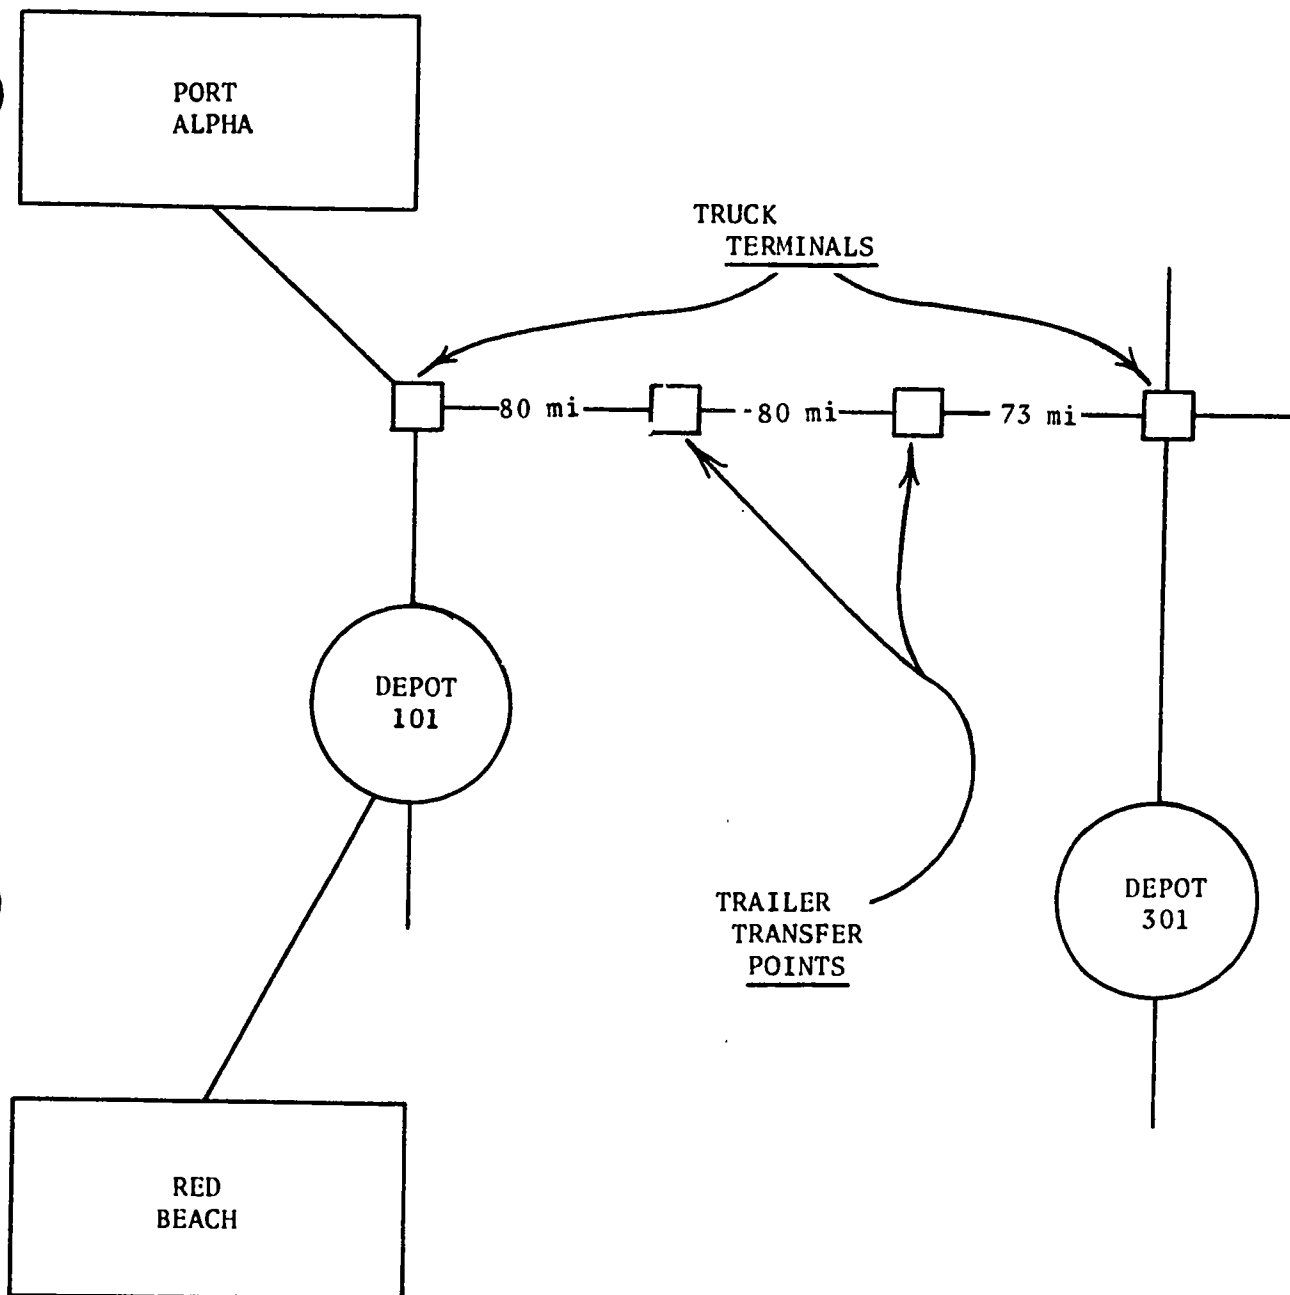 PORT
ALPHA
TRUCK
TERMINALS
80 mi
80 mi
73 mi
DEPOT
101
DEPOT
301
TRAILER
TRANSFER
POINTS
RED
BEACH